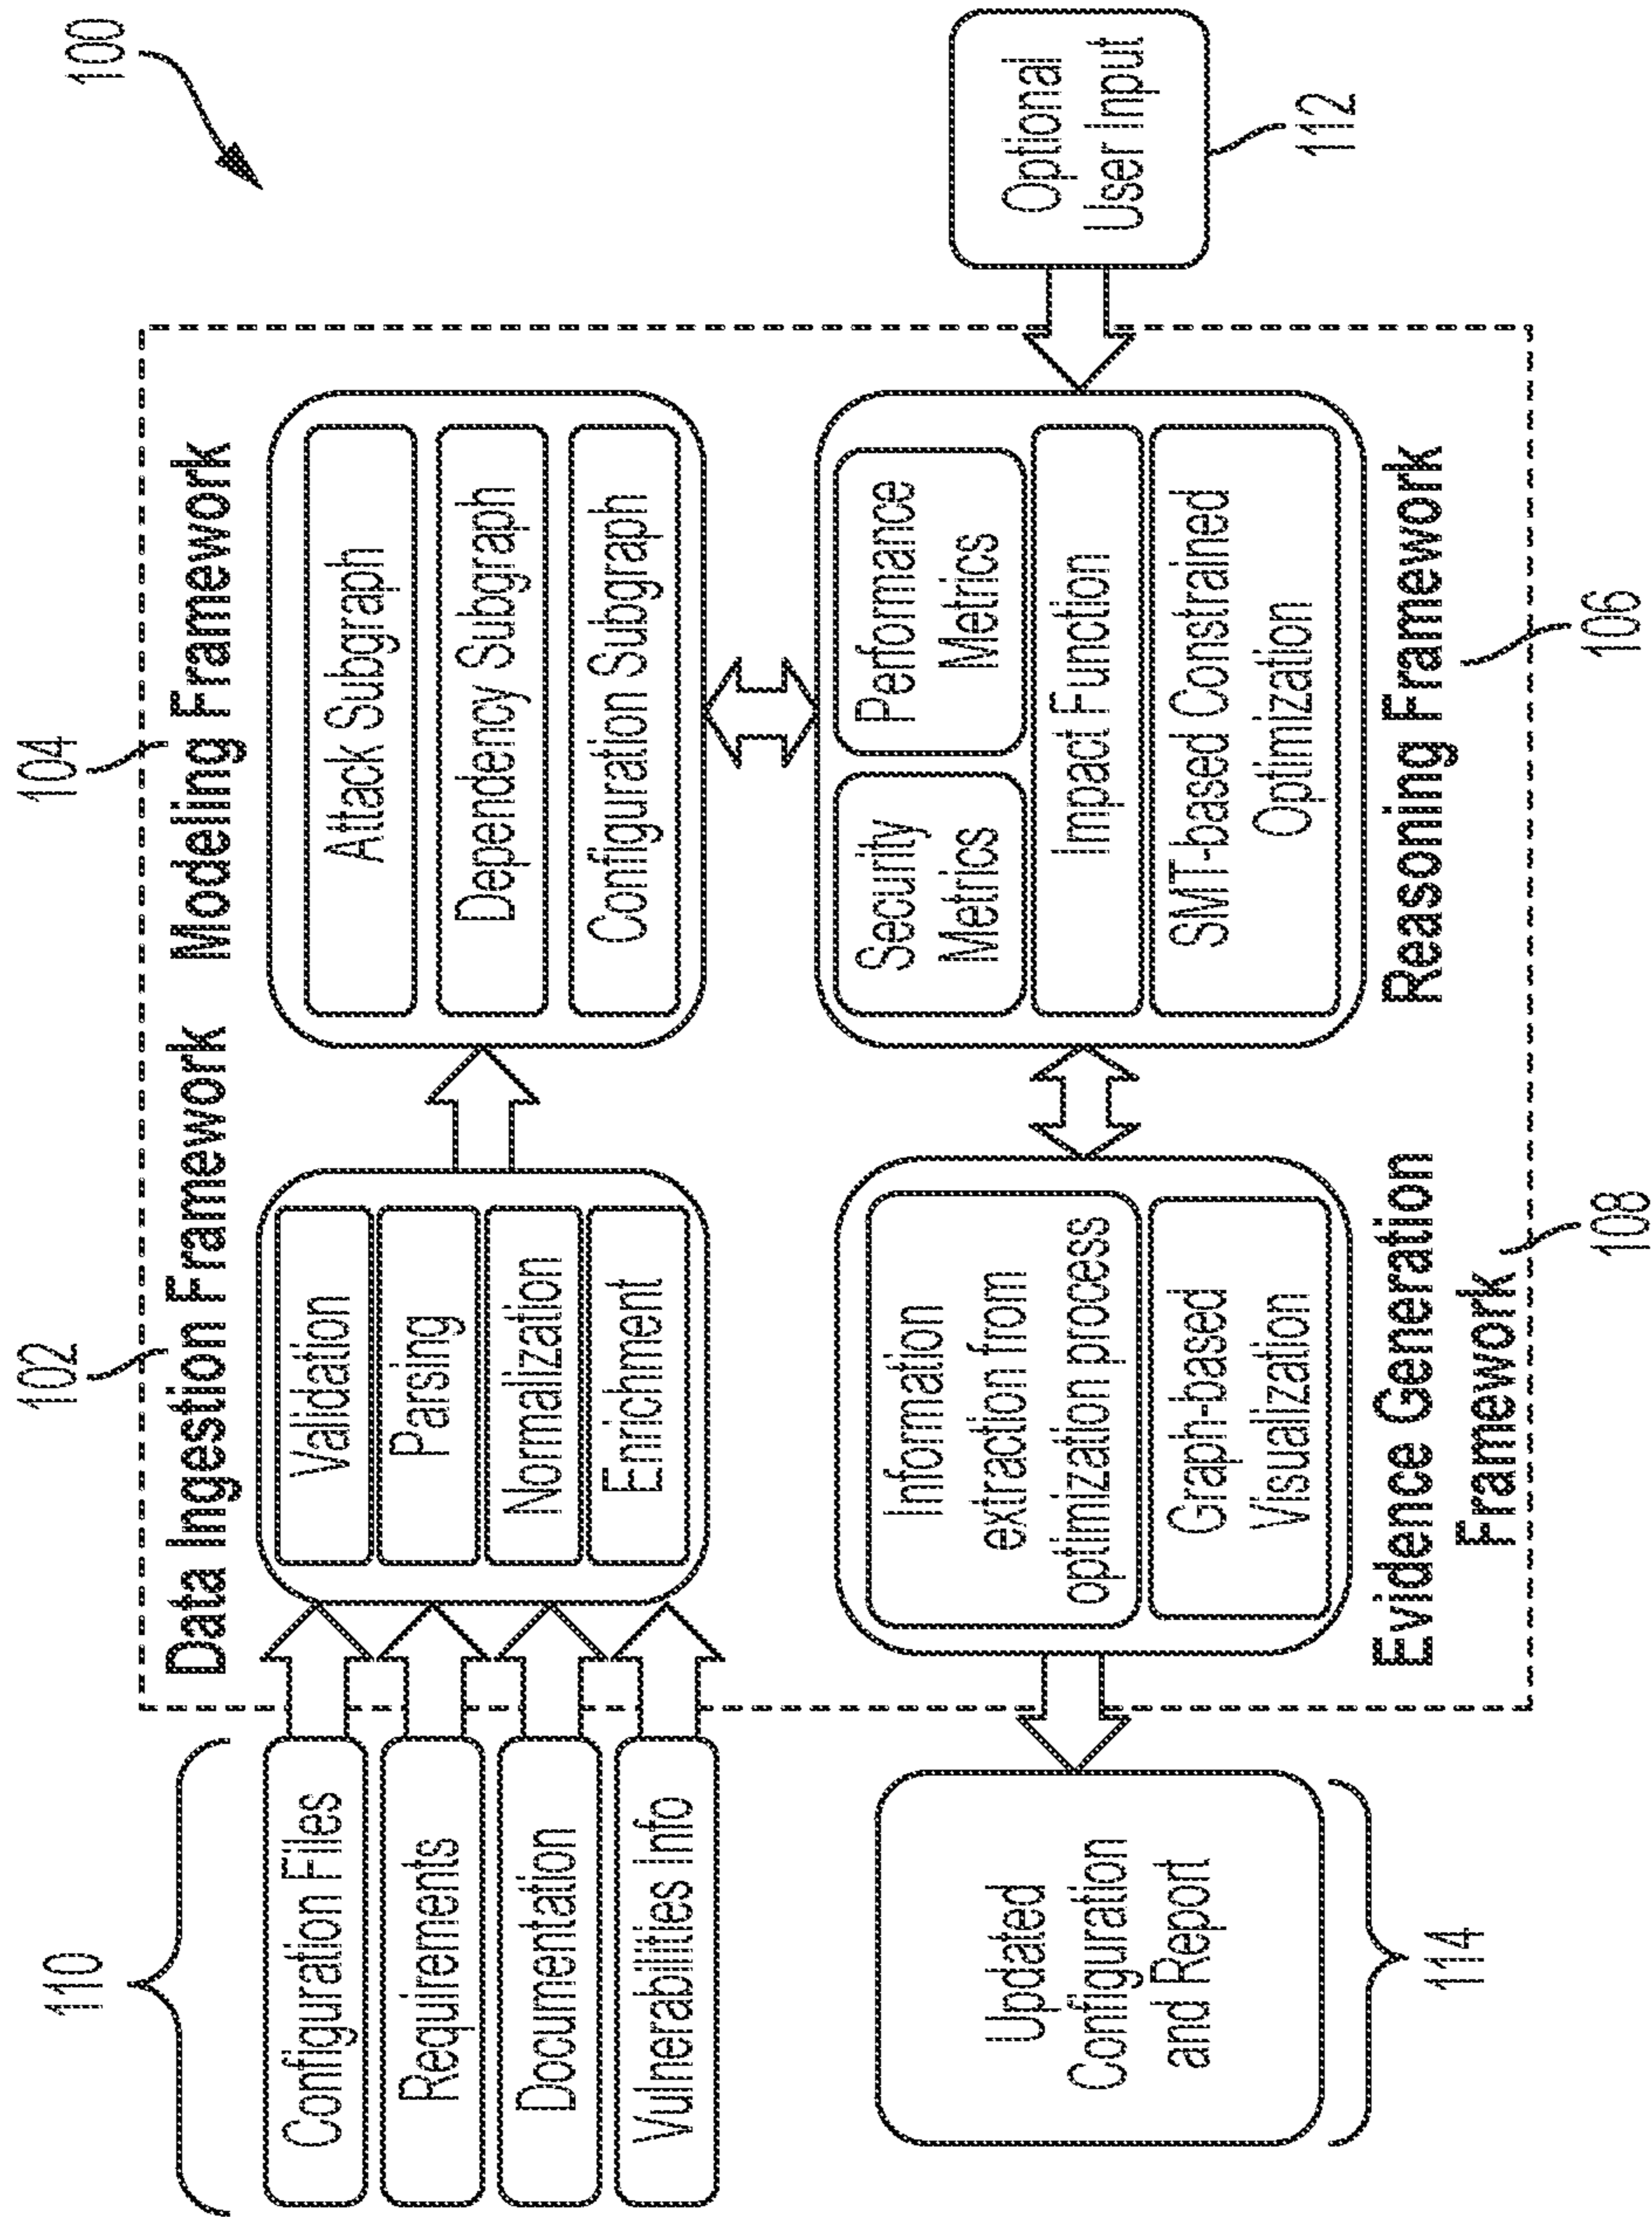 100
110
102
104
Data Ingestion Framework
Modeling Framework
Configuration Files
Requirements
Documentation
Vulnerabilities Info
Validation
Parsing
Normalization
Enrichment
Attack Subgraph
Dependency Subgraph
Configuration Subgraph
Updated
Configuration
and Report
114
Information
extraction from
optimization process
Graph-based
Visualization
Evidence Generation
Framework
108
Security
Metrics
Performance
Metrics
Impact Function
SMT-based Constrained
Optimization
Reasoning Framework
106
Optional
User Input
112